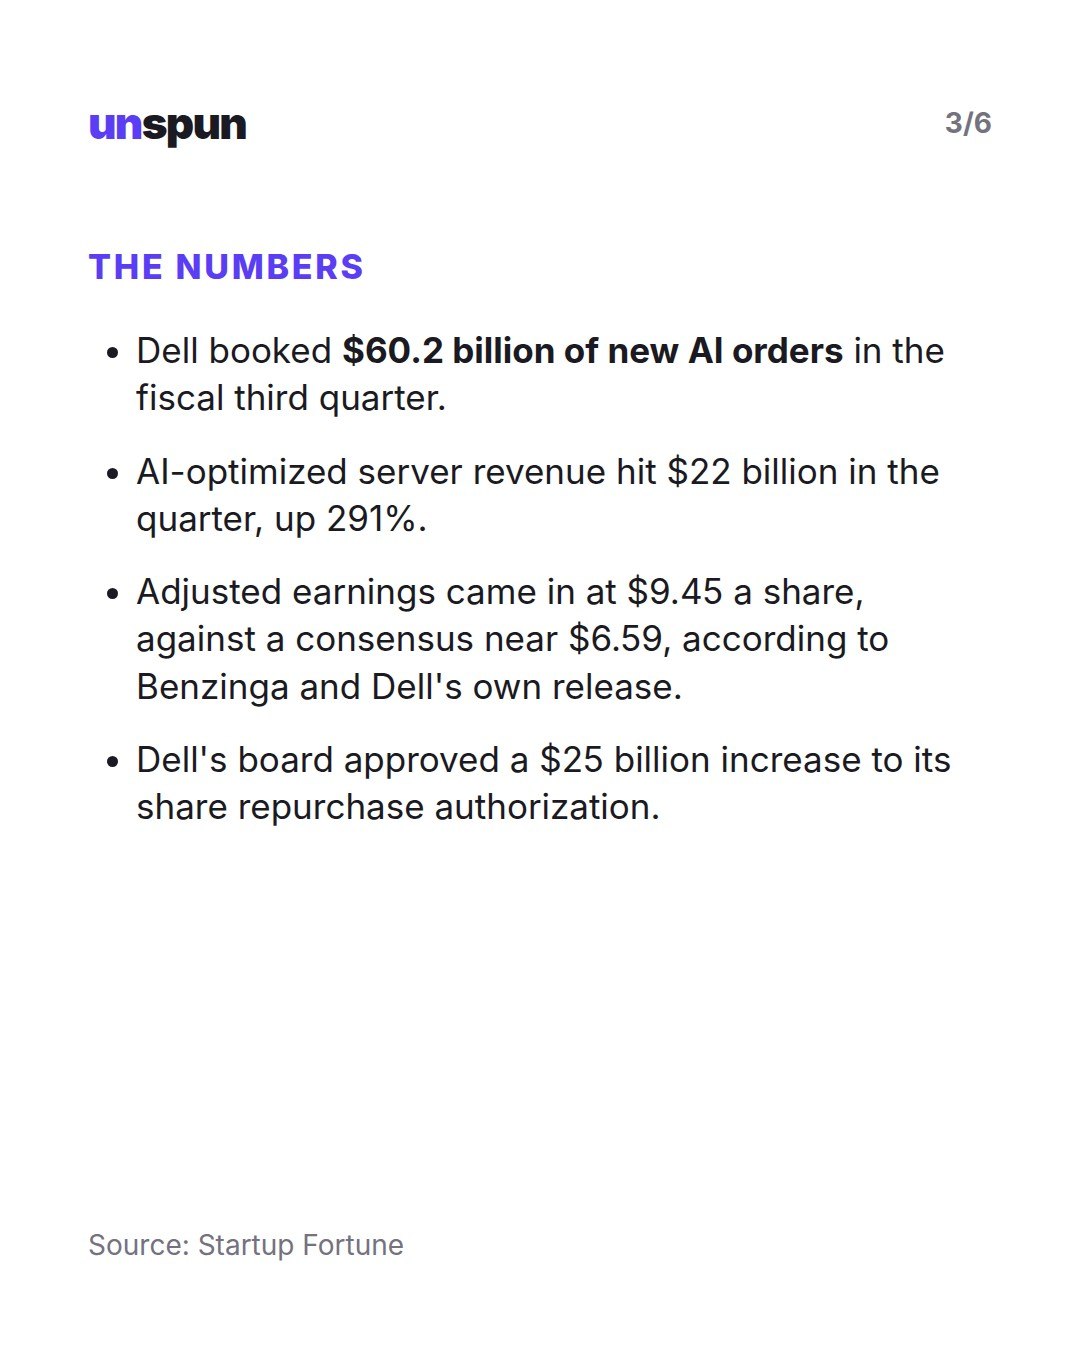 unspun
3/6
THE NUMBERS
• Dell booked $60.2 billion of new AI orders in the
fiscal third quarter.
• AI-optimized server revenue hit $22 billion in the
quarter, up 291%.
• Adjusted earnings came in at $9.45 a share,
against a consensus near $6.59, according to
Benzinga and Dell's own release.
• Dell's board approved a $25 billion increase to its
share repurchase authorization.
Source: Startup Fortune